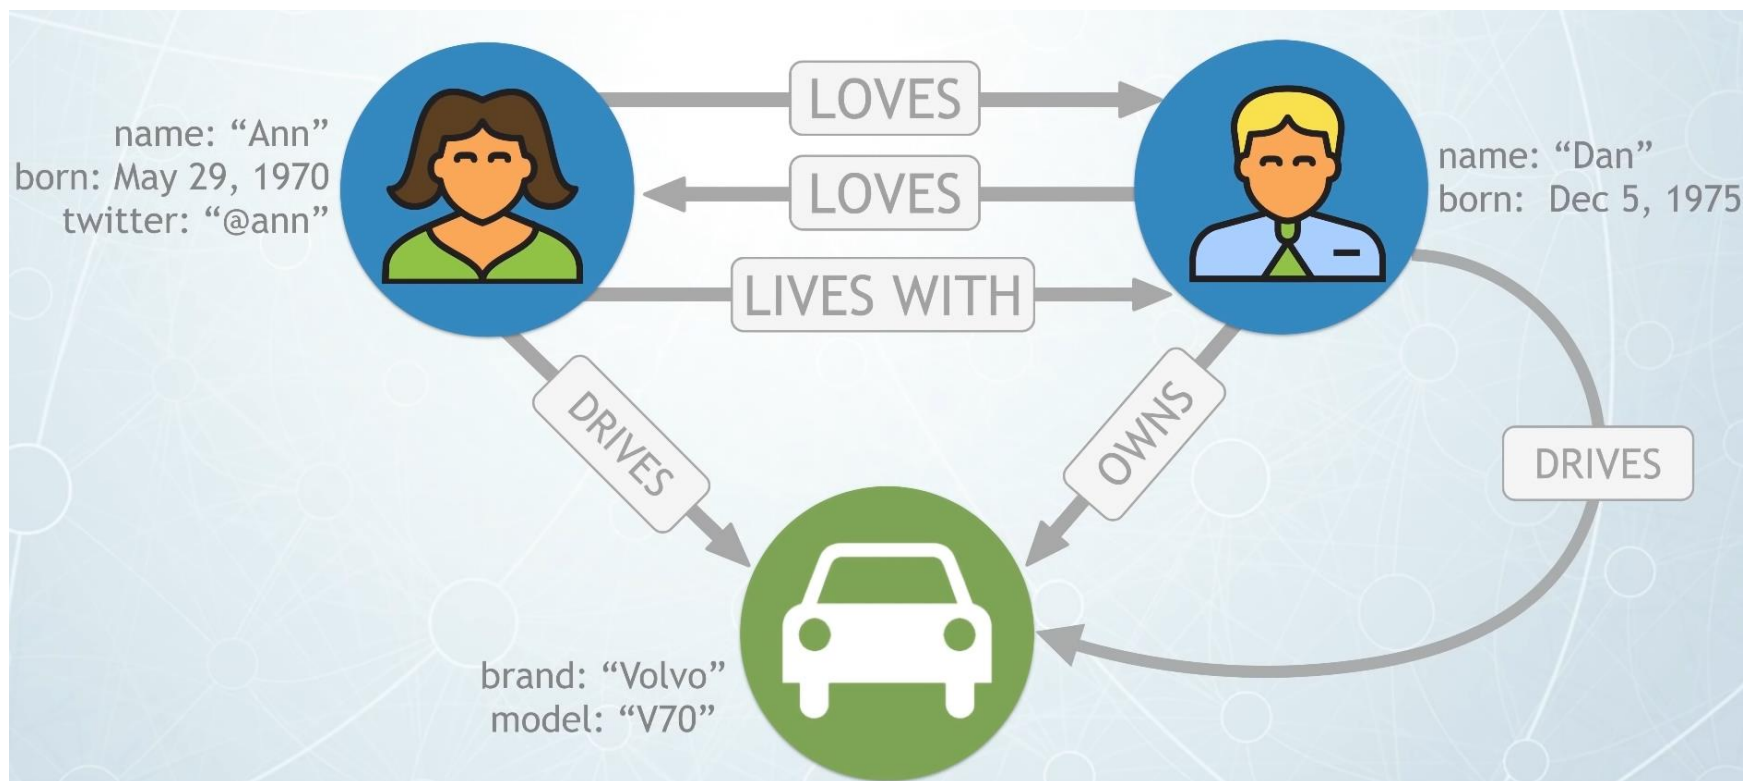 LOVES
name: “Ann”
born: May 29, 1970
twitter: “@ann”
LOVES
name: “Dan”
born: Dec 5, 1975
LIVES WITH
DRIVES
OWNS
DRIVES
brand: “Volvo”
model: “V70”